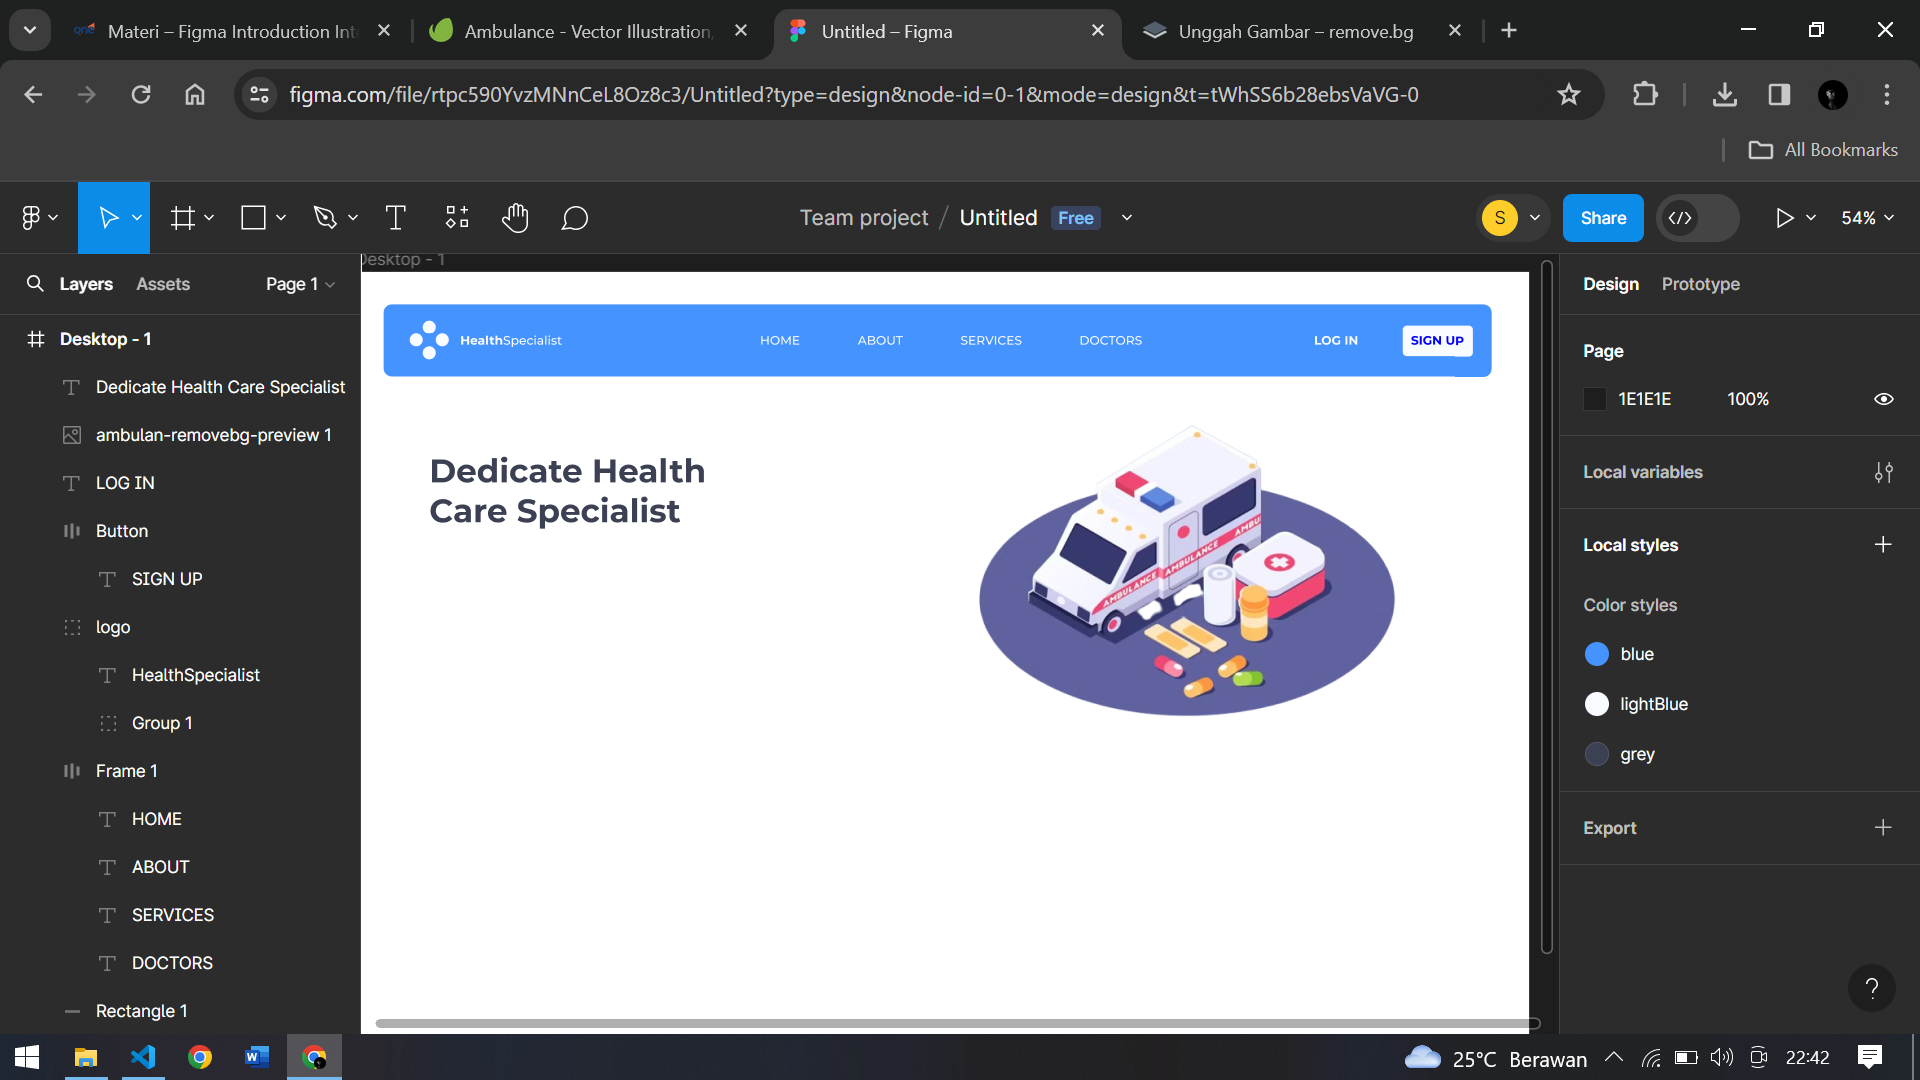 Materi – Figma Introduction Inte
Ambulance - Vector Illustration,
Untitled – Figma
Unggah Gambar – remove.bg
figma.com/file/rtpc590YvzMNnCeL8Oz8c3/Untitled?type=design&node-id=0-1&mode=design&t=tWhSS6b28ebsVaVG-0
All Bookmarks
Team project / Untitled Free
S
Share
54%
Layers Assets Page 1
Desktop - 1
Dedicate Health Care Specialist
ambulan-removebg-preview 1
LOG IN
Button
SIGN UP
logo
HealthSpecialist
Group 1
Frame 1
HOME
ABOUT
SERVICES
DOCTORS
Rectangle 1
Desktop - 1
HealthSpecialist HOME ABOUT SERVICES DOCTORS LOG IN SIGN UP
Dedicate Health
Care Specialist
AMBULANCE AMBULANCE AMBU
Design Prototype
Page
1E1E1E 100%
Local variables
Local styles
Color styles
blue
lightBlue
grey
Export
?
25°C Berawan 22:42